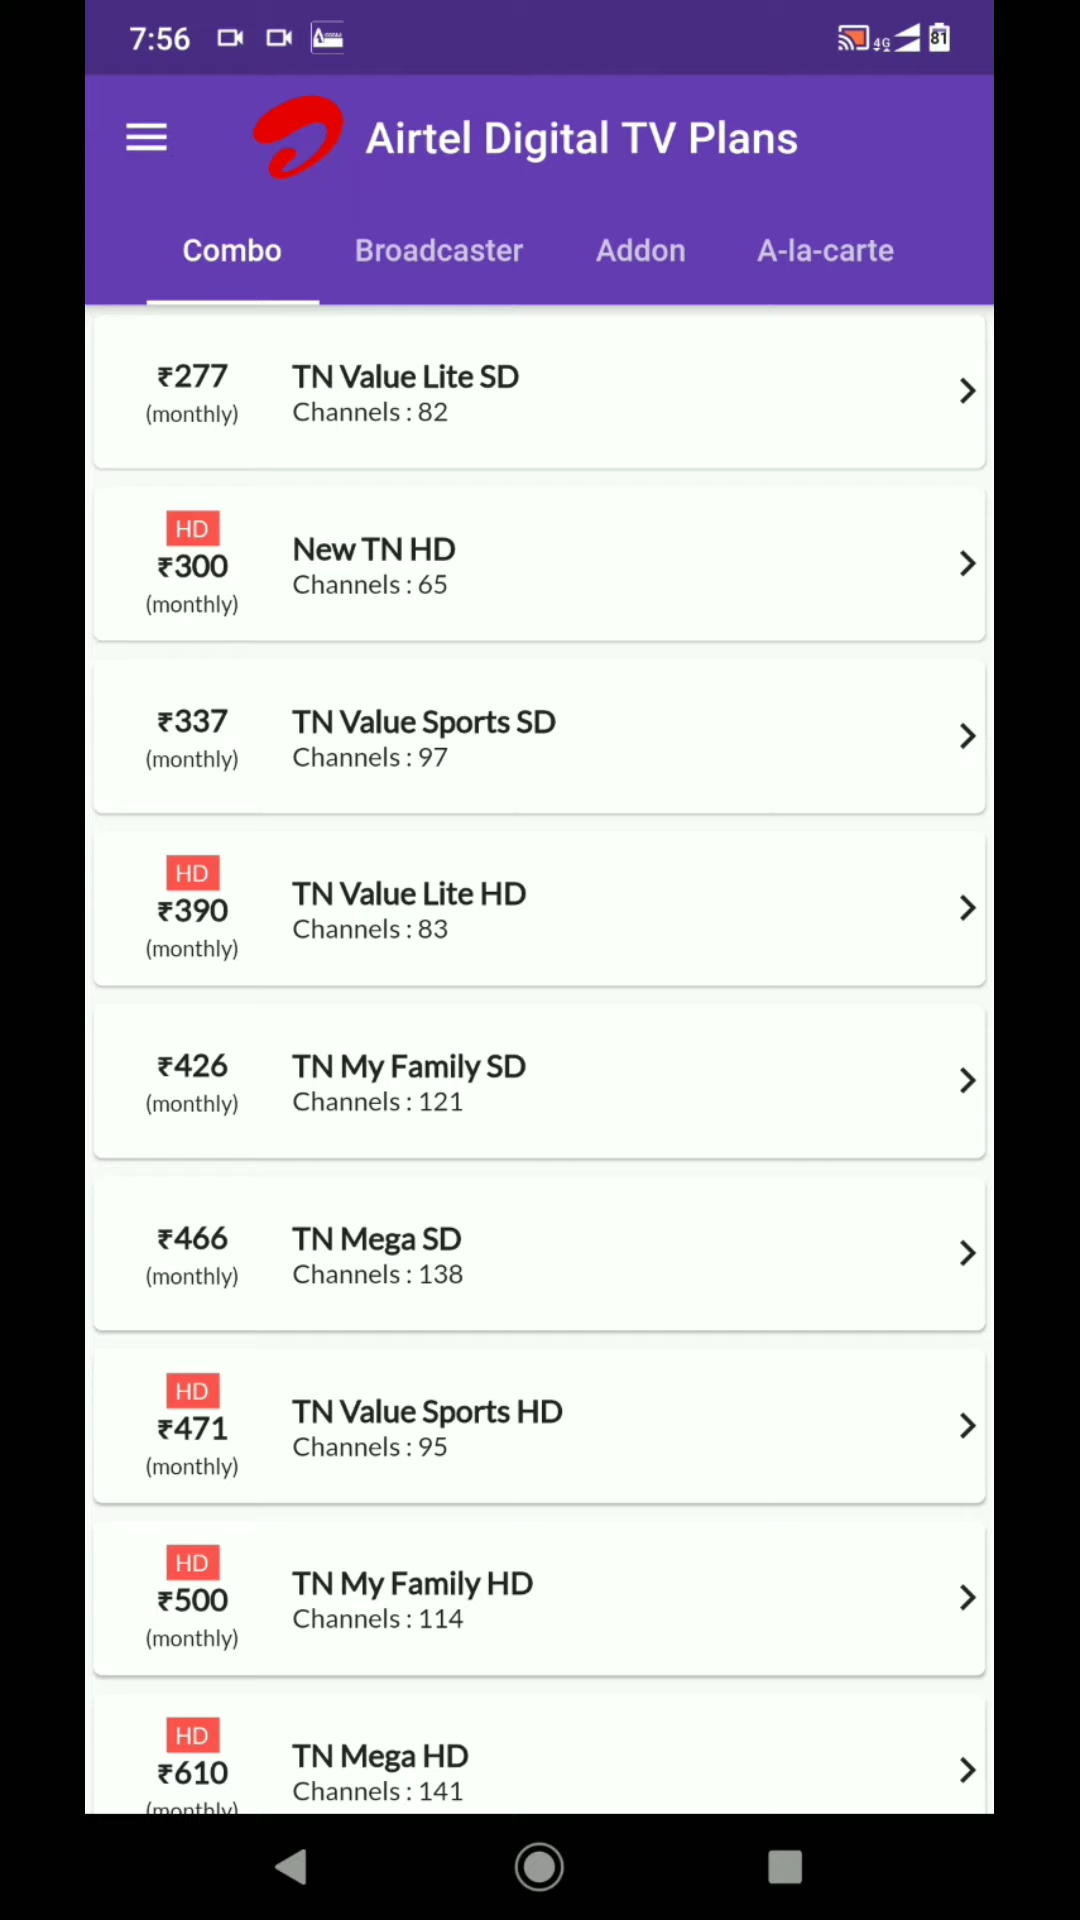 7:56
4G
81
Airtel Digital TV Plans
Combo
Broadcaster
Addon
A-la-carte
₹277
(monthly)
TN Value Lite SD
Channels : 82
HD
₹300
(monthly)
New TN HD
Channels : 65
₹337
(monthly)
TN Value Sports SD
Channels : 97
HD
₹390
(monthly)
TN Value Lite HD
Channels : 83
₹426
(monthly)
TN My Family SD
Channels : 121
₹466
(monthly)
TN Mega SD
Channels : 138
HD
₹471
(monthly)
TN Value Sports HD
Channels : 95
HD
₹500
(monthly)
TN My Family HD
Channels : 114
HD
₹610
(monthly)
TN Mega HD
Channels : 141